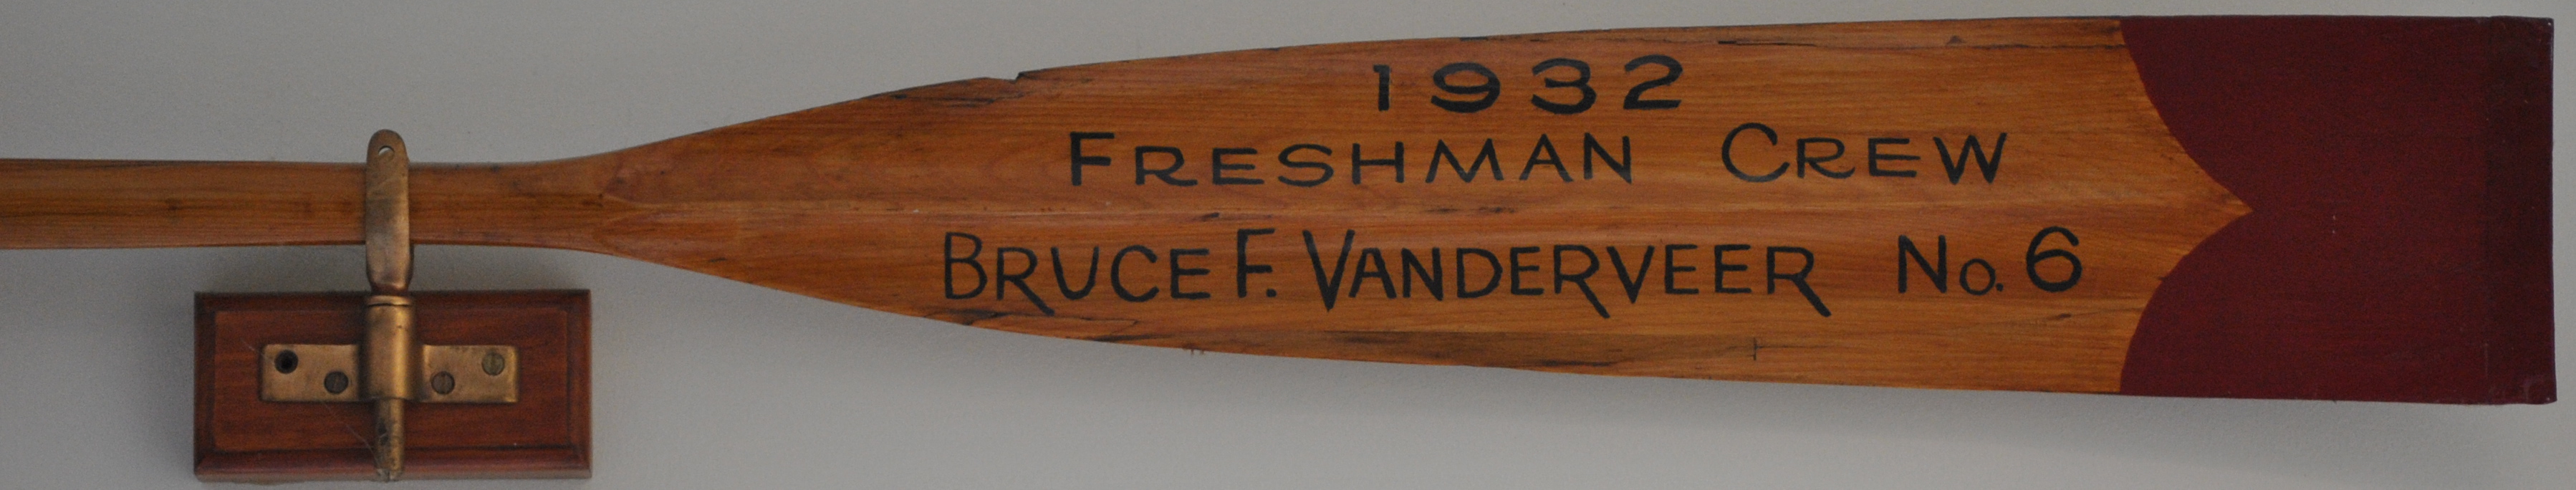 1932
FRESHMAN CREW
BRUCE F. VANDERVEER NO. 6